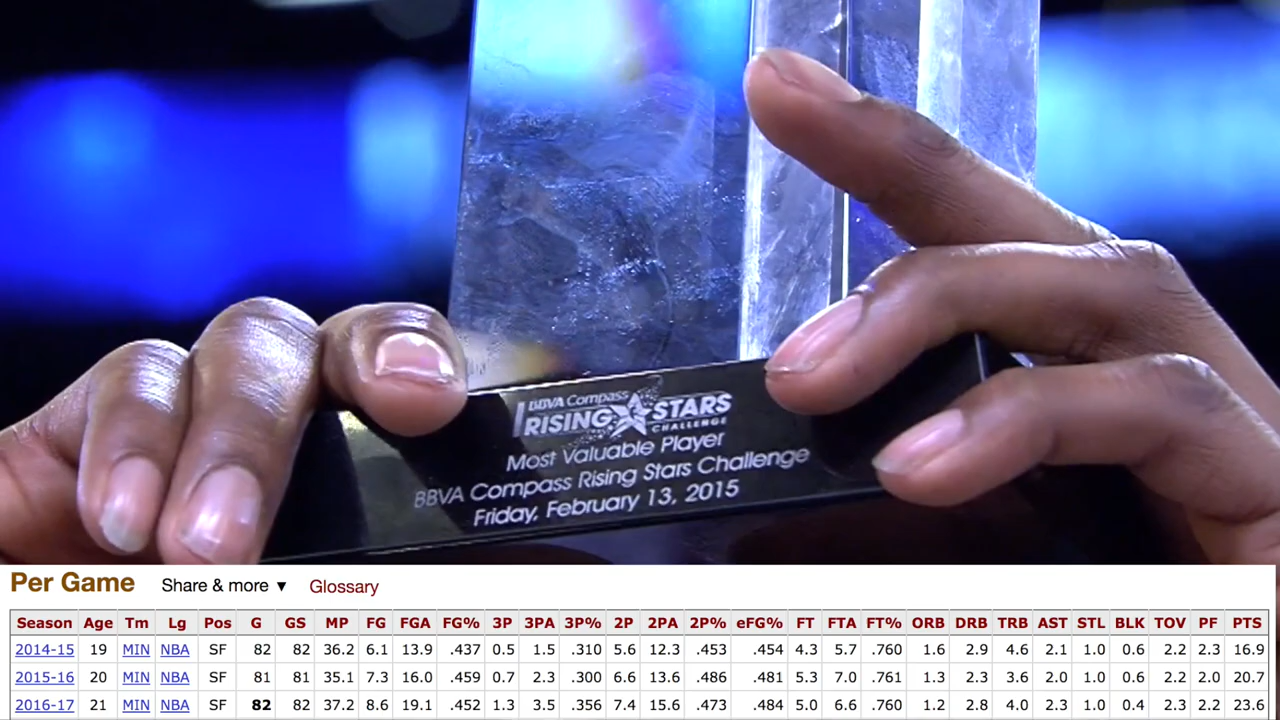 BBVA Compass
RISING STARS
CHALLENGE
Most Valuable Player
BBVA Compass Rising Stars Challenge
Friday, February 13, 2015
Per Game Share & more ▼ Glossary
Season Age Tm Lg Pos G GS MP FG FGA FG% 3P 3PA 3P% 2P 2PA 2P% eFG% FT FTA FT% ORB DRB TRB AST STL BLK TOV PF PTS
2014-15 19 MIN NBA SF 82 82 36.2 6.1 13.9 .437 0.5 1.5 .310 5.6 12.3 .453 .454 4.3 5.7 .760 1.6 2.9 4.6 2.1 1.0 0.6 2.2 2.3 16.9
2015-16 20 MIN NBA SF 81 81 35.1 7.3 16.0 .459 0.7 2.3 .300 6.6 13.6 .486 .481 5.3 7.0 .761 1.3 2.3 3.6 2.0 1.0 0.6 2.2 2.0 20.7
2016-17 21 MIN NBA SF 82 82 37.2 8.6 19.1 .452 1.3 3.5 .356 7.4 15.6 .473 .484 5.0 6.6 .760 1.2 2.8 4.0 2.3 1.0 0.4 2.3 2.2 23.6